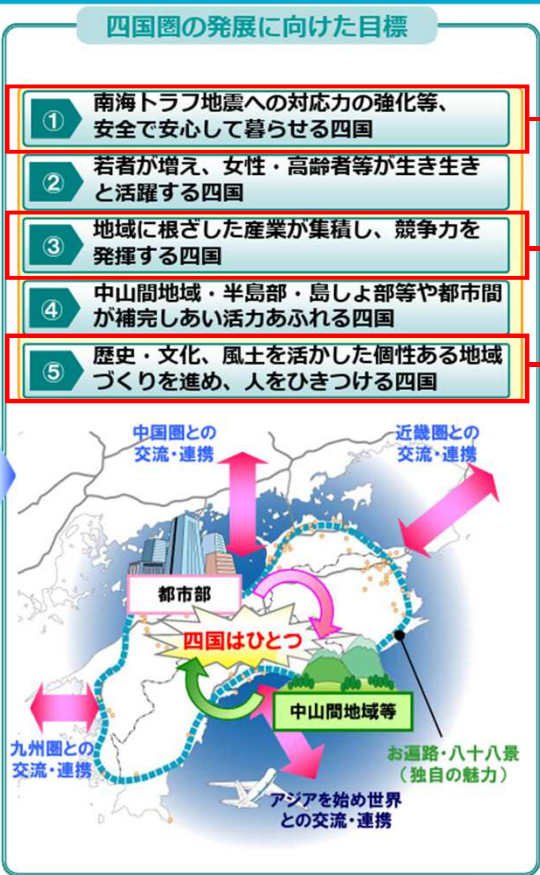 四国圏の発展に向けた目標
① 南海トラフ地震への対応力の強化等、
安全で安心して暮らせる四国
② 若者が増え、女性・高齢者等が生き生き
と活躍する四国
③ 地域に根ざした産業が集積し、競争力を
発揮する四国
④ 中山間地域・半島部・島しょ部等や都市間
が補完しあい活力あふれる四国
⑤ 歴史・文化、風土を活かした個性ある地域
づくりを進め、人をひきつける四国
中国圏との
交流・連携
近畿圏との
交流・連携
都市部
四国はひとつ
中山間地域等
九州圏との
交流・連携
お遍路・八十八景
（独自の魅力）
アジアを始め世界
との交流・連携